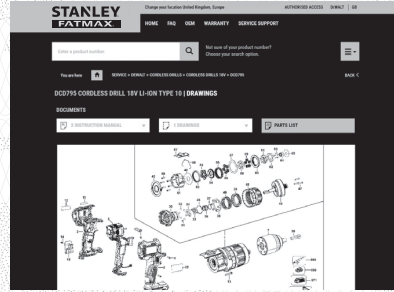 STANLEY
FATMAX
Change your location United Kingdom, Europe
AUTHORISED ACCESS DEWALT GB
HOME FAQ OEM WARRANTY SERVICE SUPPORT
Enter a product number
Not sure of your product number?
Choose your search option.
You are here
SERVICE > DEWALT > CORDLESS DRILLS > CORDLESS DRILLS 18V > DCD795
BACK <
DCD795 CORDLESS DRILL 18V LI-ION TYPE 10 | DRAWINGS
DOCUMENTS
2 INSTRUCTION MANUAL
1 DRAWINGS
PARTS LIST